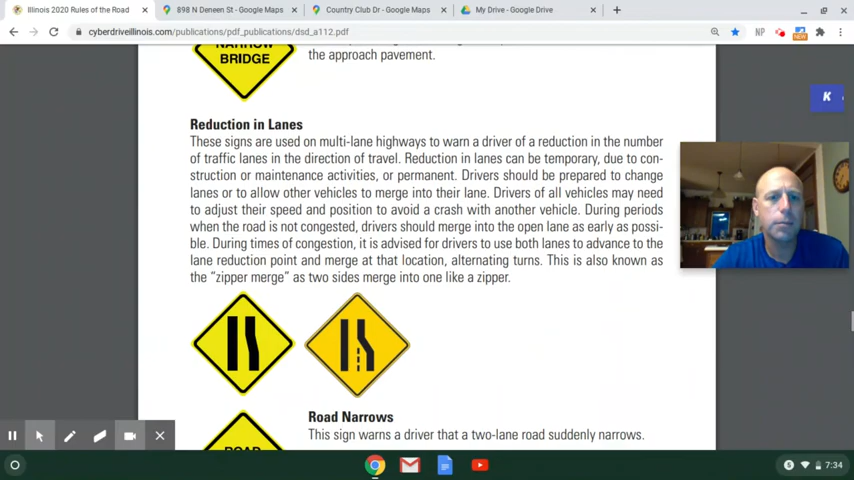 Illinois 2020 Rules of the Road
898 N Deneen St - Google Maps
Country Club Dr - Google Maps
My Drive - Google Drive
cyberdriveillinois.com/publications/pdf_publications/dsd_a112.pdf
NP
NEW
NARROW
BRIDGE
the approach pavement.
K
Reduction in Lanes
These signs are used on multi-lane highways to warn a driver of a reduction in the number
of traffic lanes in the direction of travel. Reduction in lanes can be temporary, due to con-
struction or maintenance activities, or permanent. Drivers should be prepared to change
lanes or to allow other vehicles to merge into their lane. Drivers of all vehicles may need
to adjust their speed and position to avoid a crash with another vehicle. During periods
when the road is not congested, drivers should merge into the open lane as early as possi-
ble. During times of congestion, it is advised for drivers to use both lanes to advance to the
lane reduction point and merge at that location, alternating turns. This is also known as
the “zipper merge” as two sides merge into one like a zipper.
Road Narrows
This sign warns a driver that a two-lane road suddenly narrows.
ROAD
7:34